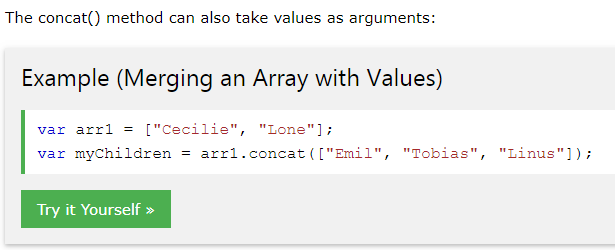 The concat() method can also take values as arguments:
Example (Merging an Array with Values)
var arr1 = ["Cecilie", "Lone"];
var myChildren = arr1.concat(["Emil", "Tobias", "Linus"]);
Try it Yourself »